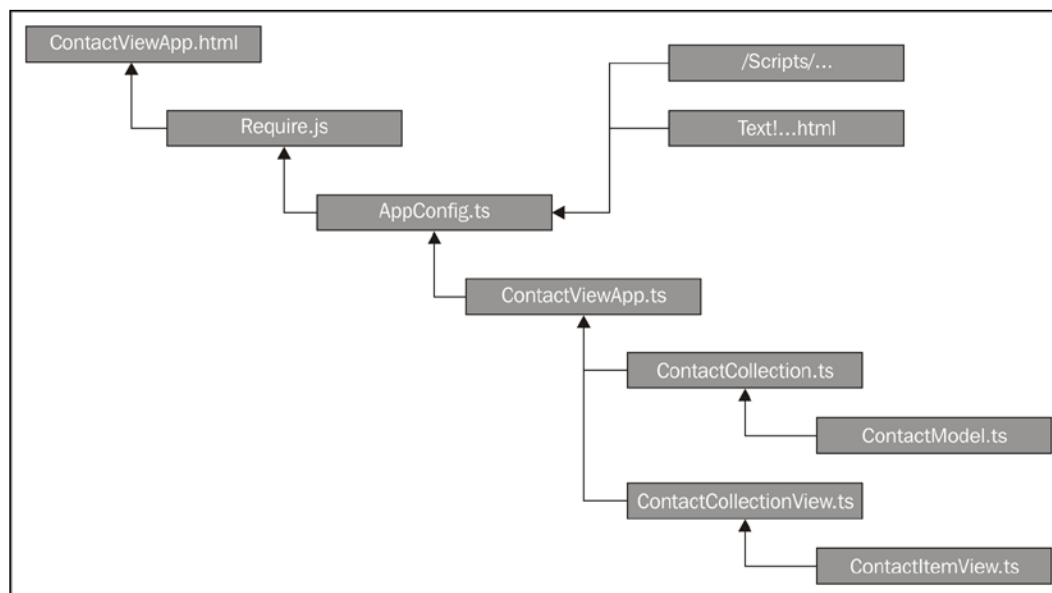 ContactViewApp.html
/Scripts/...
Require.js
Text!...html
AppConfig.ts
ContactViewApp.ts
ContactCollection.ts
ContactModel.ts
ContactCollectionView.ts
ContactItemView.ts